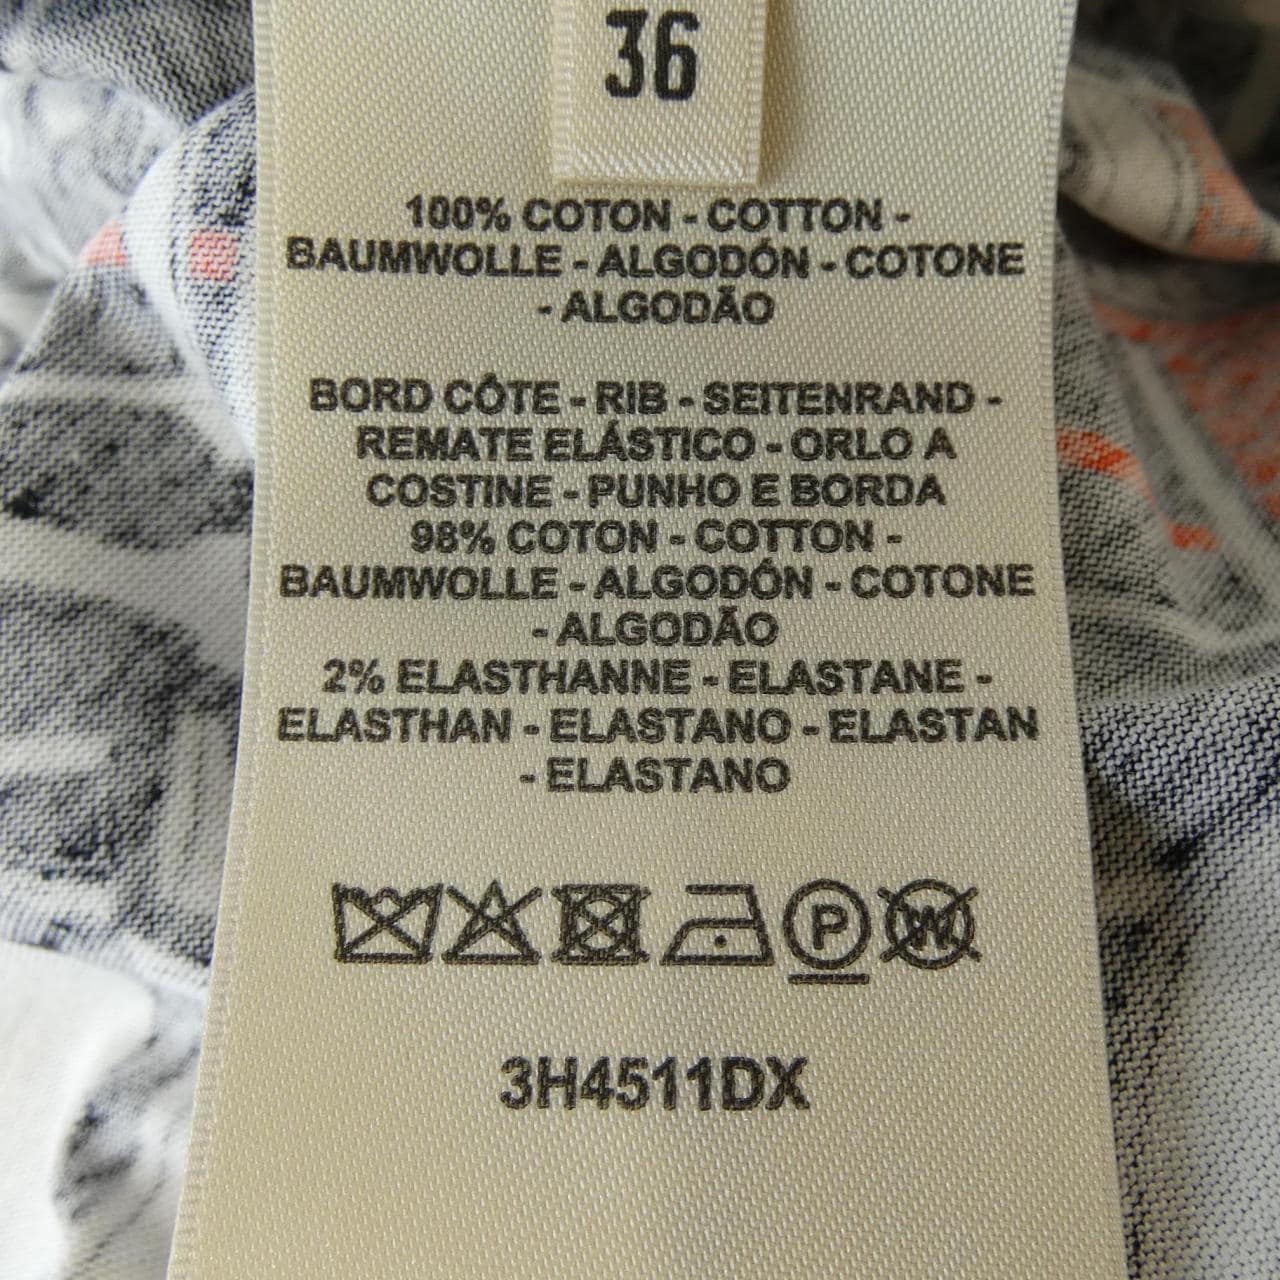 36
100% COTON - COTTON -
BAUMWOLLE - ALGODÓN - COTONE
- ALGODÃO
BORD CÔTE - RIB - SEITENRAND -
REMATE ELÁSTICO - ORLO A
COSTINE - PUNHO E BORDA
98% COTON - COTTON -
BAUMWOLLE - ALGODÓN - COTONE
- ALGODÃO
2% ELASTHANNE - ELASTANE -
ELASTHAN - ELASTANO - ELASTAN
- ELASTANO
P W
3H4511DX